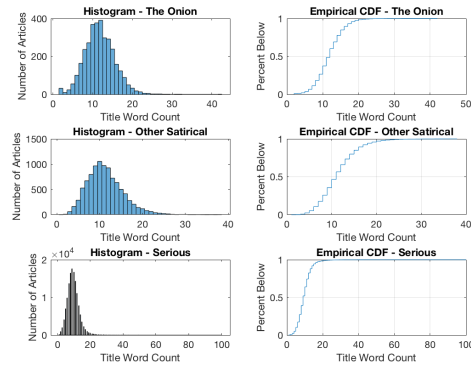 Histogram - The Onion
Number of Articles
400
200
0
0 10 20 30 40
Title Word Count
Empirical CDF - The Onion
Percent Below
1
0.5
0
0 10 20 30 40 50
Title Word Count
Histogram - Other Satirical
Number of Articles
1500
1000
500
0
0 10 20 30 40
Title Word Count
Empirical CDF - Other Satirical
Percent Below
1
0.5
0
0 10 20 30 40
Title Word Count
Histogram - Serious
Number of Articles
×10⁴
2
1
0
0 20 40 60 80 100
Title Word Count
Empirical CDF - Serious
Percent Below
1
0.5
0
0 20 40 60 80 100
Title Word Count